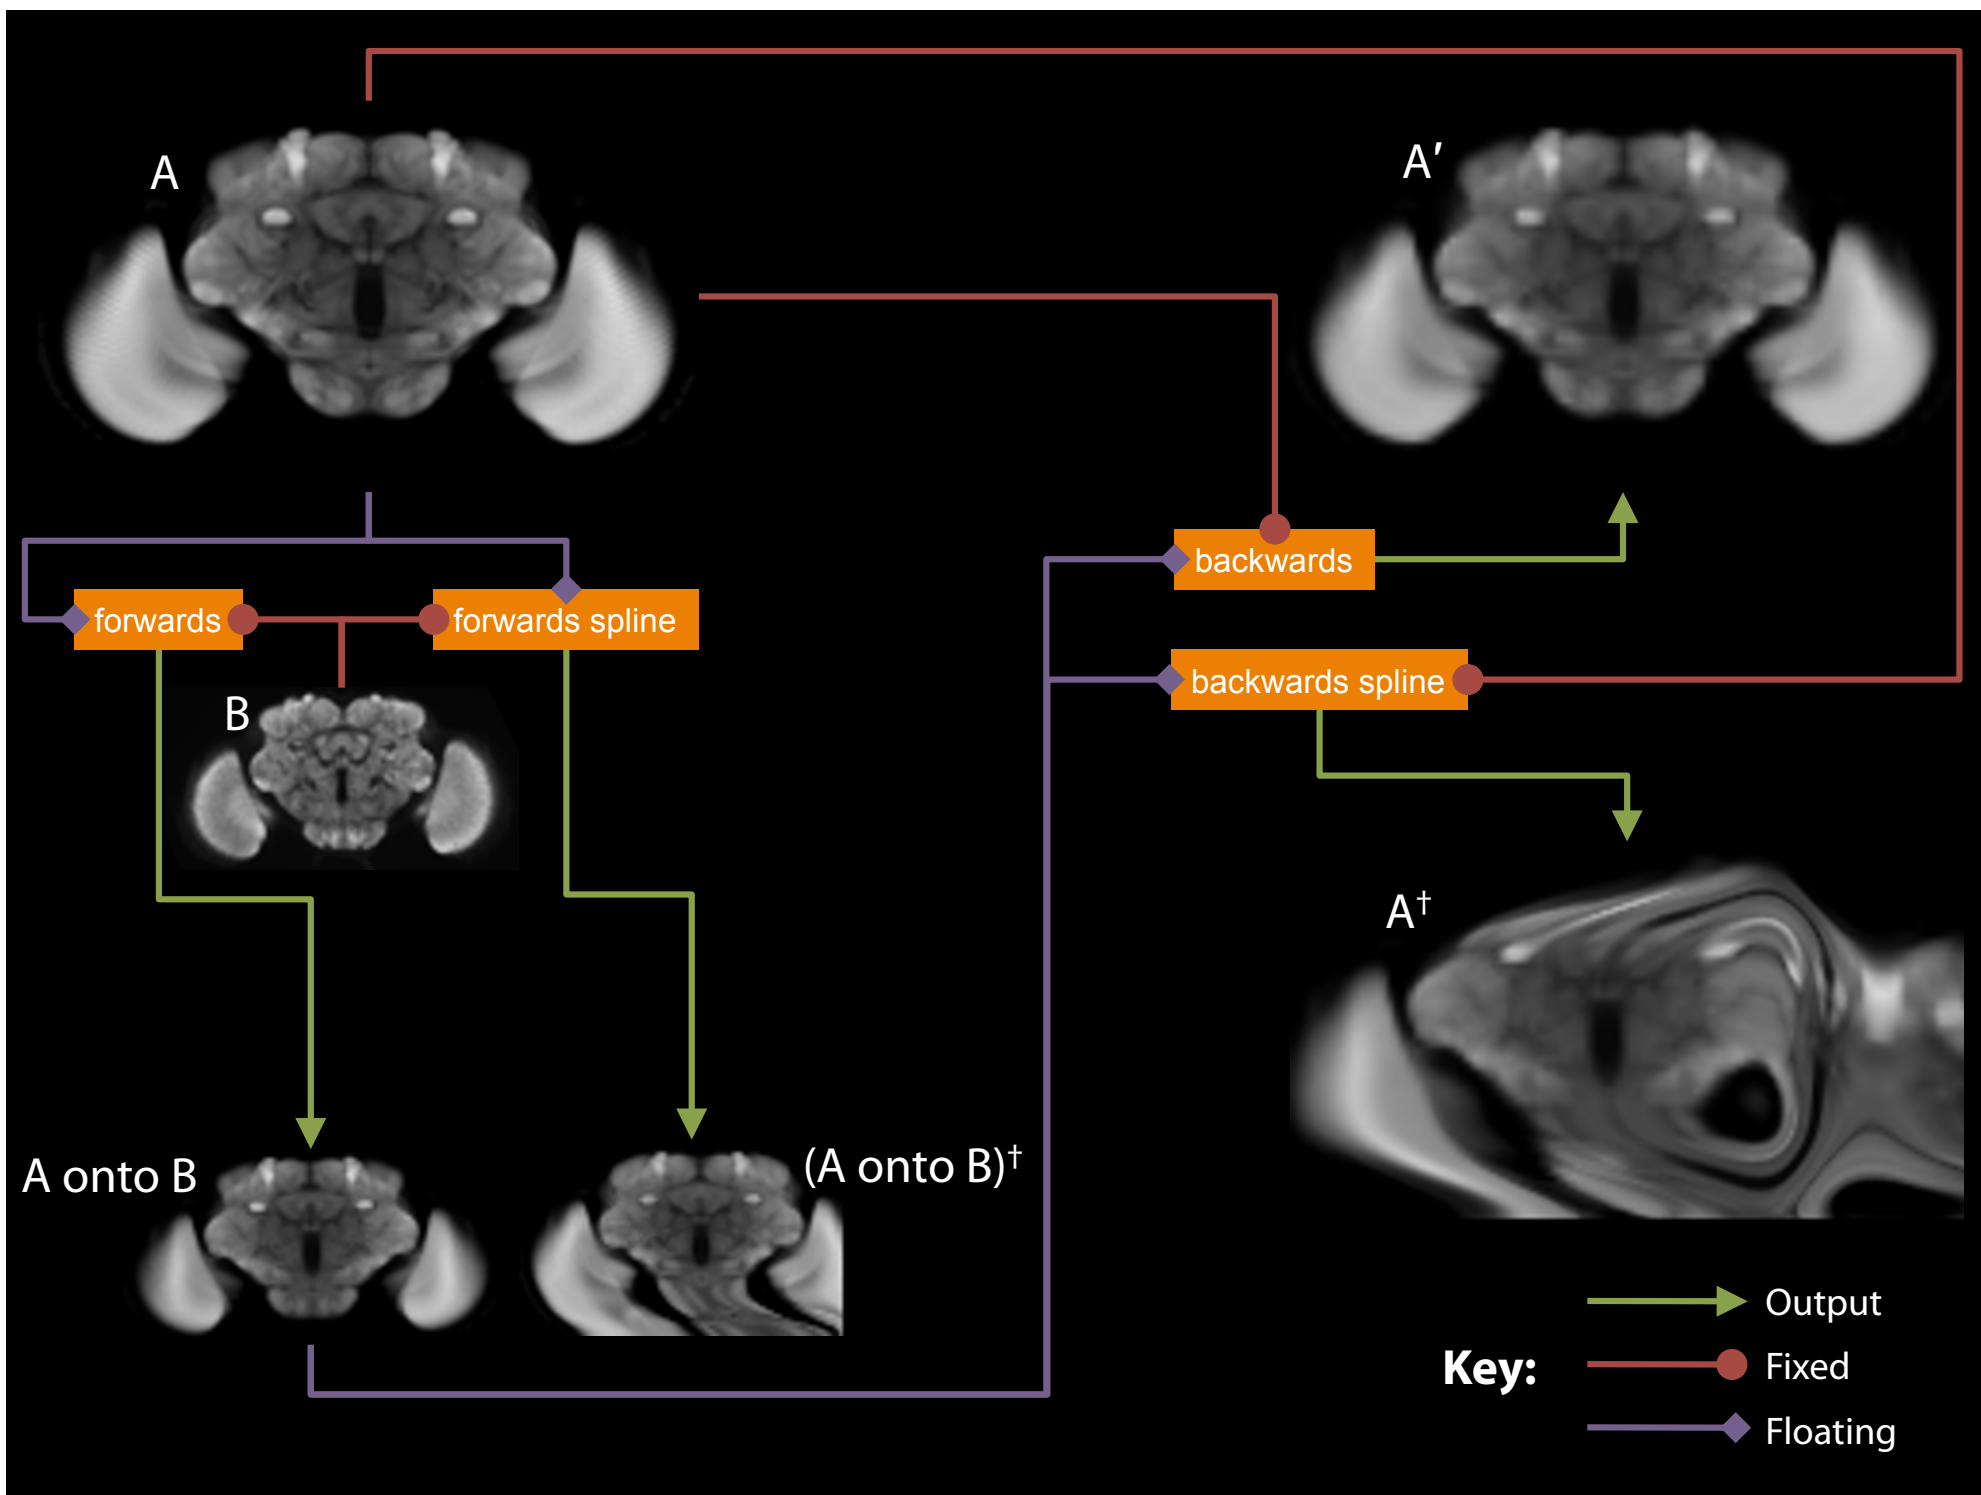 A
A′
backwards
forwards
forwards spline
backwards spline
B
A†
A onto B
(A onto B)†
Output
Key:
Fixed
Floating